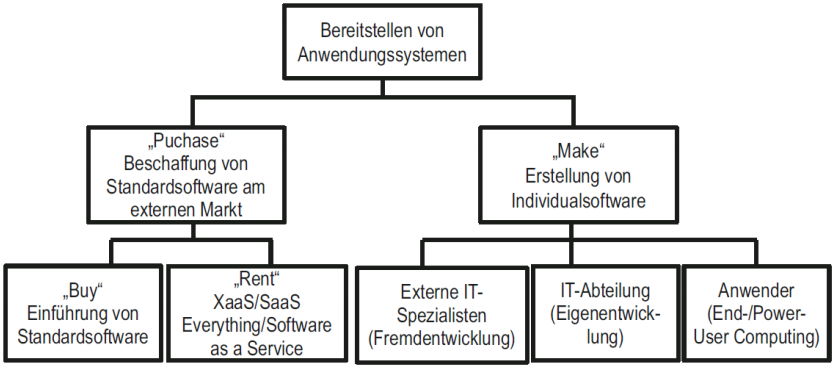 Bereitstellen von
Anwendungssystemen
„Puchase“
Beschaffung von
Standardsoftware am
externen Markt
„Make“
Erstellung von
Individualsoftware
„Buy“
Einführung von
Standardsoftware
„Rent“
XaaS/SaaS
Everything/Software
as a Service
Externe IT-
Spezialisten
(Fremdentwicklung)
IT-Abteilung
(Eigenentwick-
lung)
Anwender
(End-/Power-
User Computing)